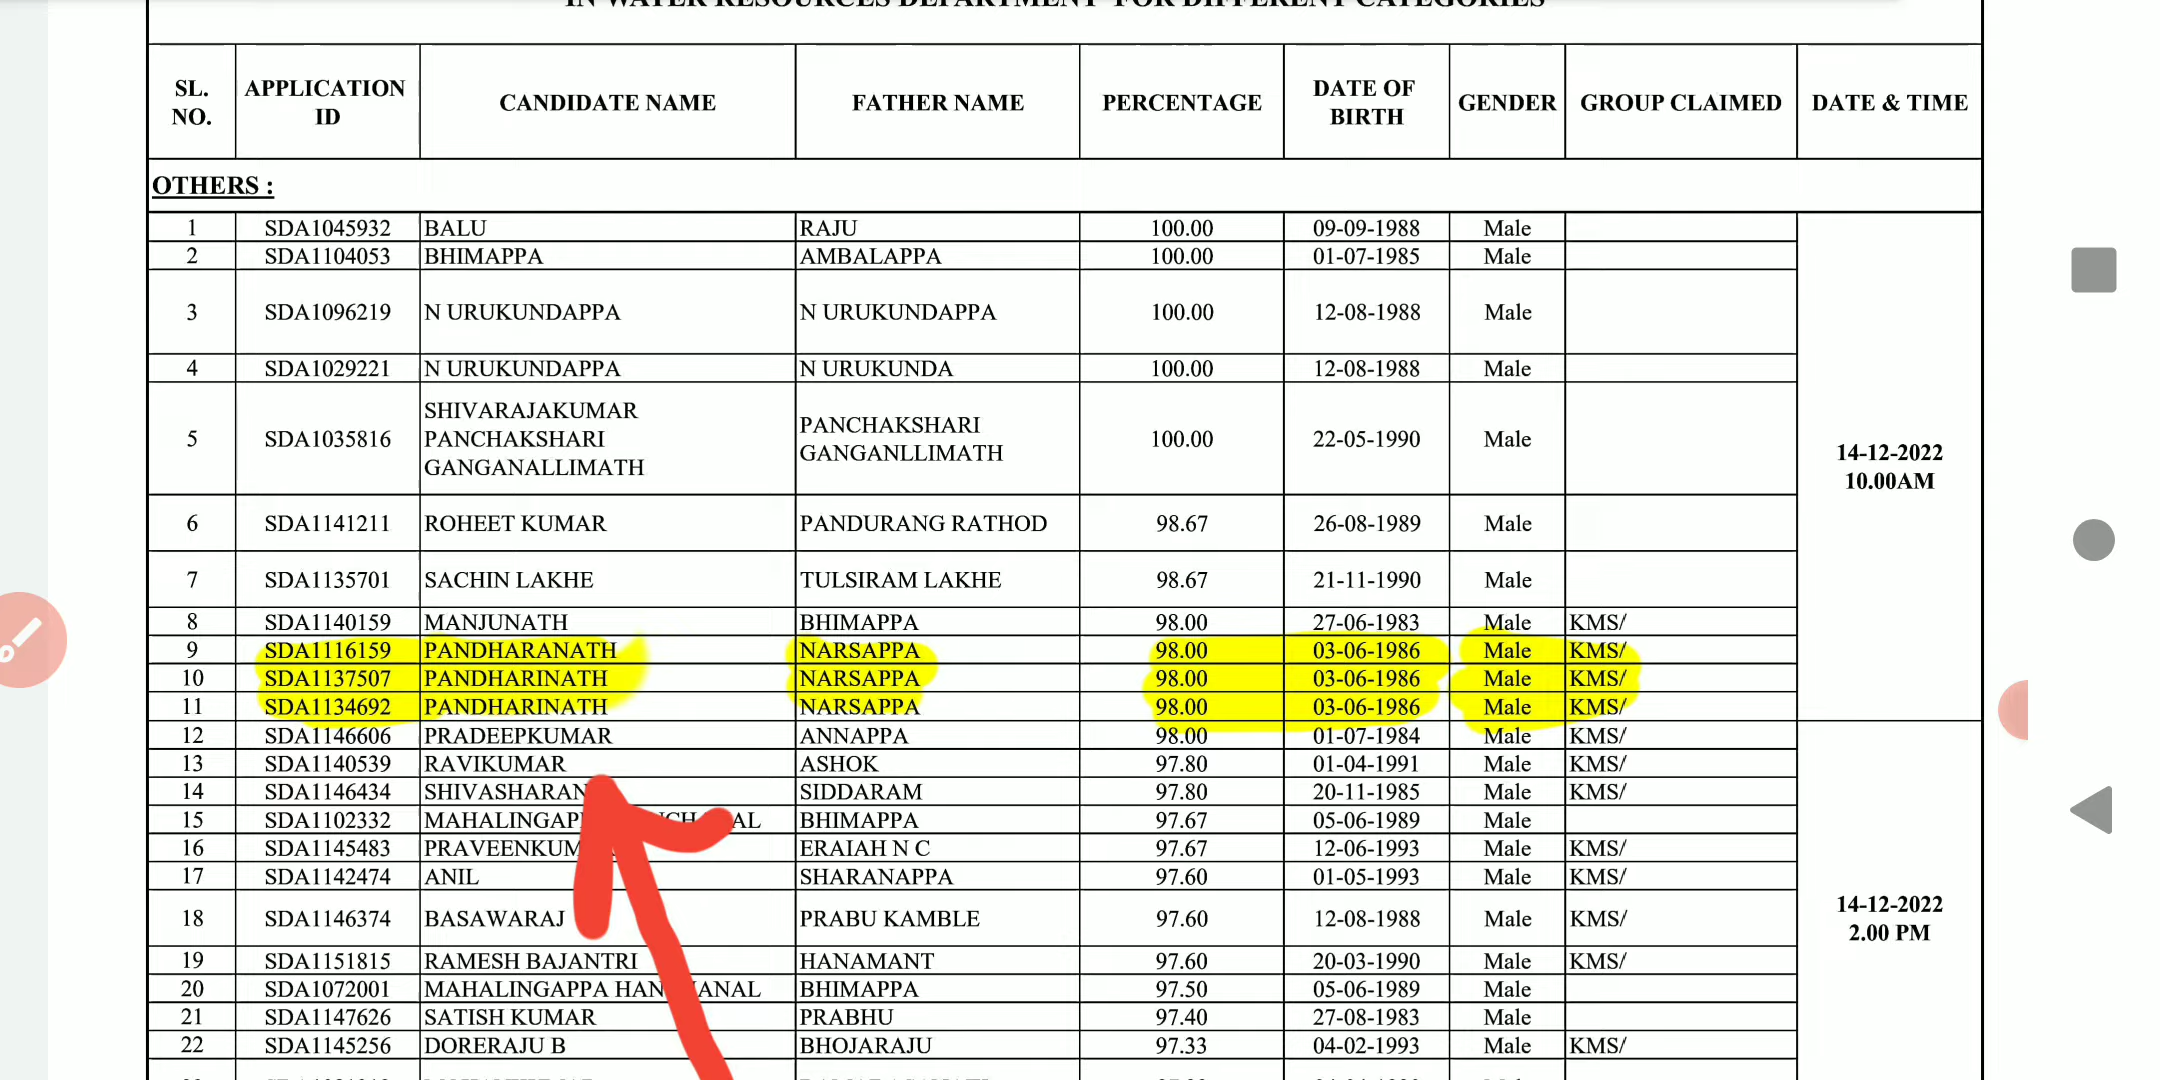 IN WATER RESOURCES DEPARTMENT FOR DIFFERENT CATEGORIES
SL. NO. APPLICATION ID CANDIDATE NAME FATHER NAME PERCENTAGE DATE OF BIRTH GENDER GROUP CLAIMED DATE & TIME
OTHERS :
1 SDA1045932 BALU RAJU 100.00 09-09-1988 Male
2 SDA1104053 BHIMAPPA AMBALAPPA 100.00 01-07-1985 Male
3 SDA1096219 N URUKUNDAPPA N URUKUNDAPPA 100.00 12-08-1988 Male
4 SDA1029221 N URUKUNDAPPA N URUKUNDA 100.00 12-08-1988 Male
5 SDA1035816 SHIVARAJAKUMAR PANCHAKSHARI GANGANALLIMATH PANCHAKSHARI GANGANLLIMATH 100.00 22-05-1990 Male
14-12-2022
10.00AM
6 SDA1141211 ROHEET KUMAR PANDURANG RATHOD 98.67 26-08-1989 Male
7 SDA1135701 SACHIN LAKHE TULSIRAM LAKHE 98.67 21-11-1990 Male
8 SDA1140159 MANJUNATH BHIMAPPA 98.00 27-06-1983 Male KMS/
9 SDA1116159 PANDHARANATH NARSAPPA 98.00 03-06-1986 Male KMS/
10 SDA1137507 PANDHARINATH NARSAPPA 98.00 03-06-1986 Male KMS/
11 SDA1134692 PANDHARINATH NARSAPPA 98.00 03-06-1986 Male KMS/
12 SDA1146606 PRADEEPKUMAR ANNAPPA 98.00 01-07-1984 Male KMS/
13 SDA1140539 RAVIKUMAR ASHOK 97.80 01-04-1991 Male KMS/
14 SDA1146434 SIDDARAM 97.80 20-11-1985 Male KMS/
15 SDA1102332 BHIMAPPA 97.67 05-06-1989 Male
16 SDA1145483 ERAIAH N C 97.67 12-06-1993 Male KMS/
17 SDA1142474 ANIL SHARANAPPA 97.60 01-05-1993 Male KMS/
18 SDA1146374 BASAWARAJ PRABU KAMBLE 97.60 12-08-1988 Male KMS/
14-12-2022
2.00 PM
19 SDA1151815 RAMESH BAJANTRI HANAMANT 97.60 20-03-1990 Male KMS/
20 SDA1072001 MAHALINGAPPA BHIMAPPA 97.50 05-06-1989 Male
21 SDA1147626 SATISH KUMAR PRABHU 97.40 27-08-1983 Male
22 SDA1145256 DORERAJU B BHOJARAJU 97.33 04-02-1993 Male KMS/